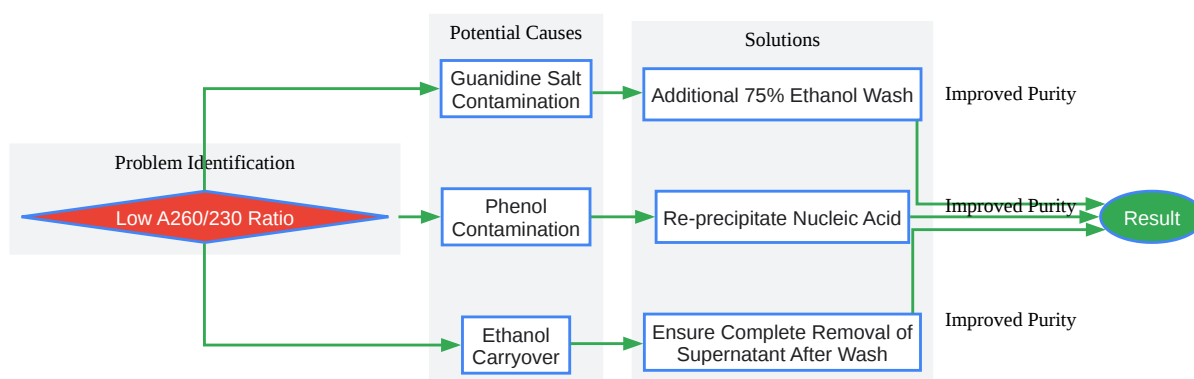 Potential Causes
Solutions
Guanidine Salt
Contamination
Additional 75% Ethanol Wash
Improved Purity
Problem Identification
Low A260/230 Ratio
Phenol
Contamination
Re-precipitate Nucleic Acid
Improved Purity
Result
Ethanol
Carryover
Ensure Complete Removal of
Supernatant After Wash
Improved Purity